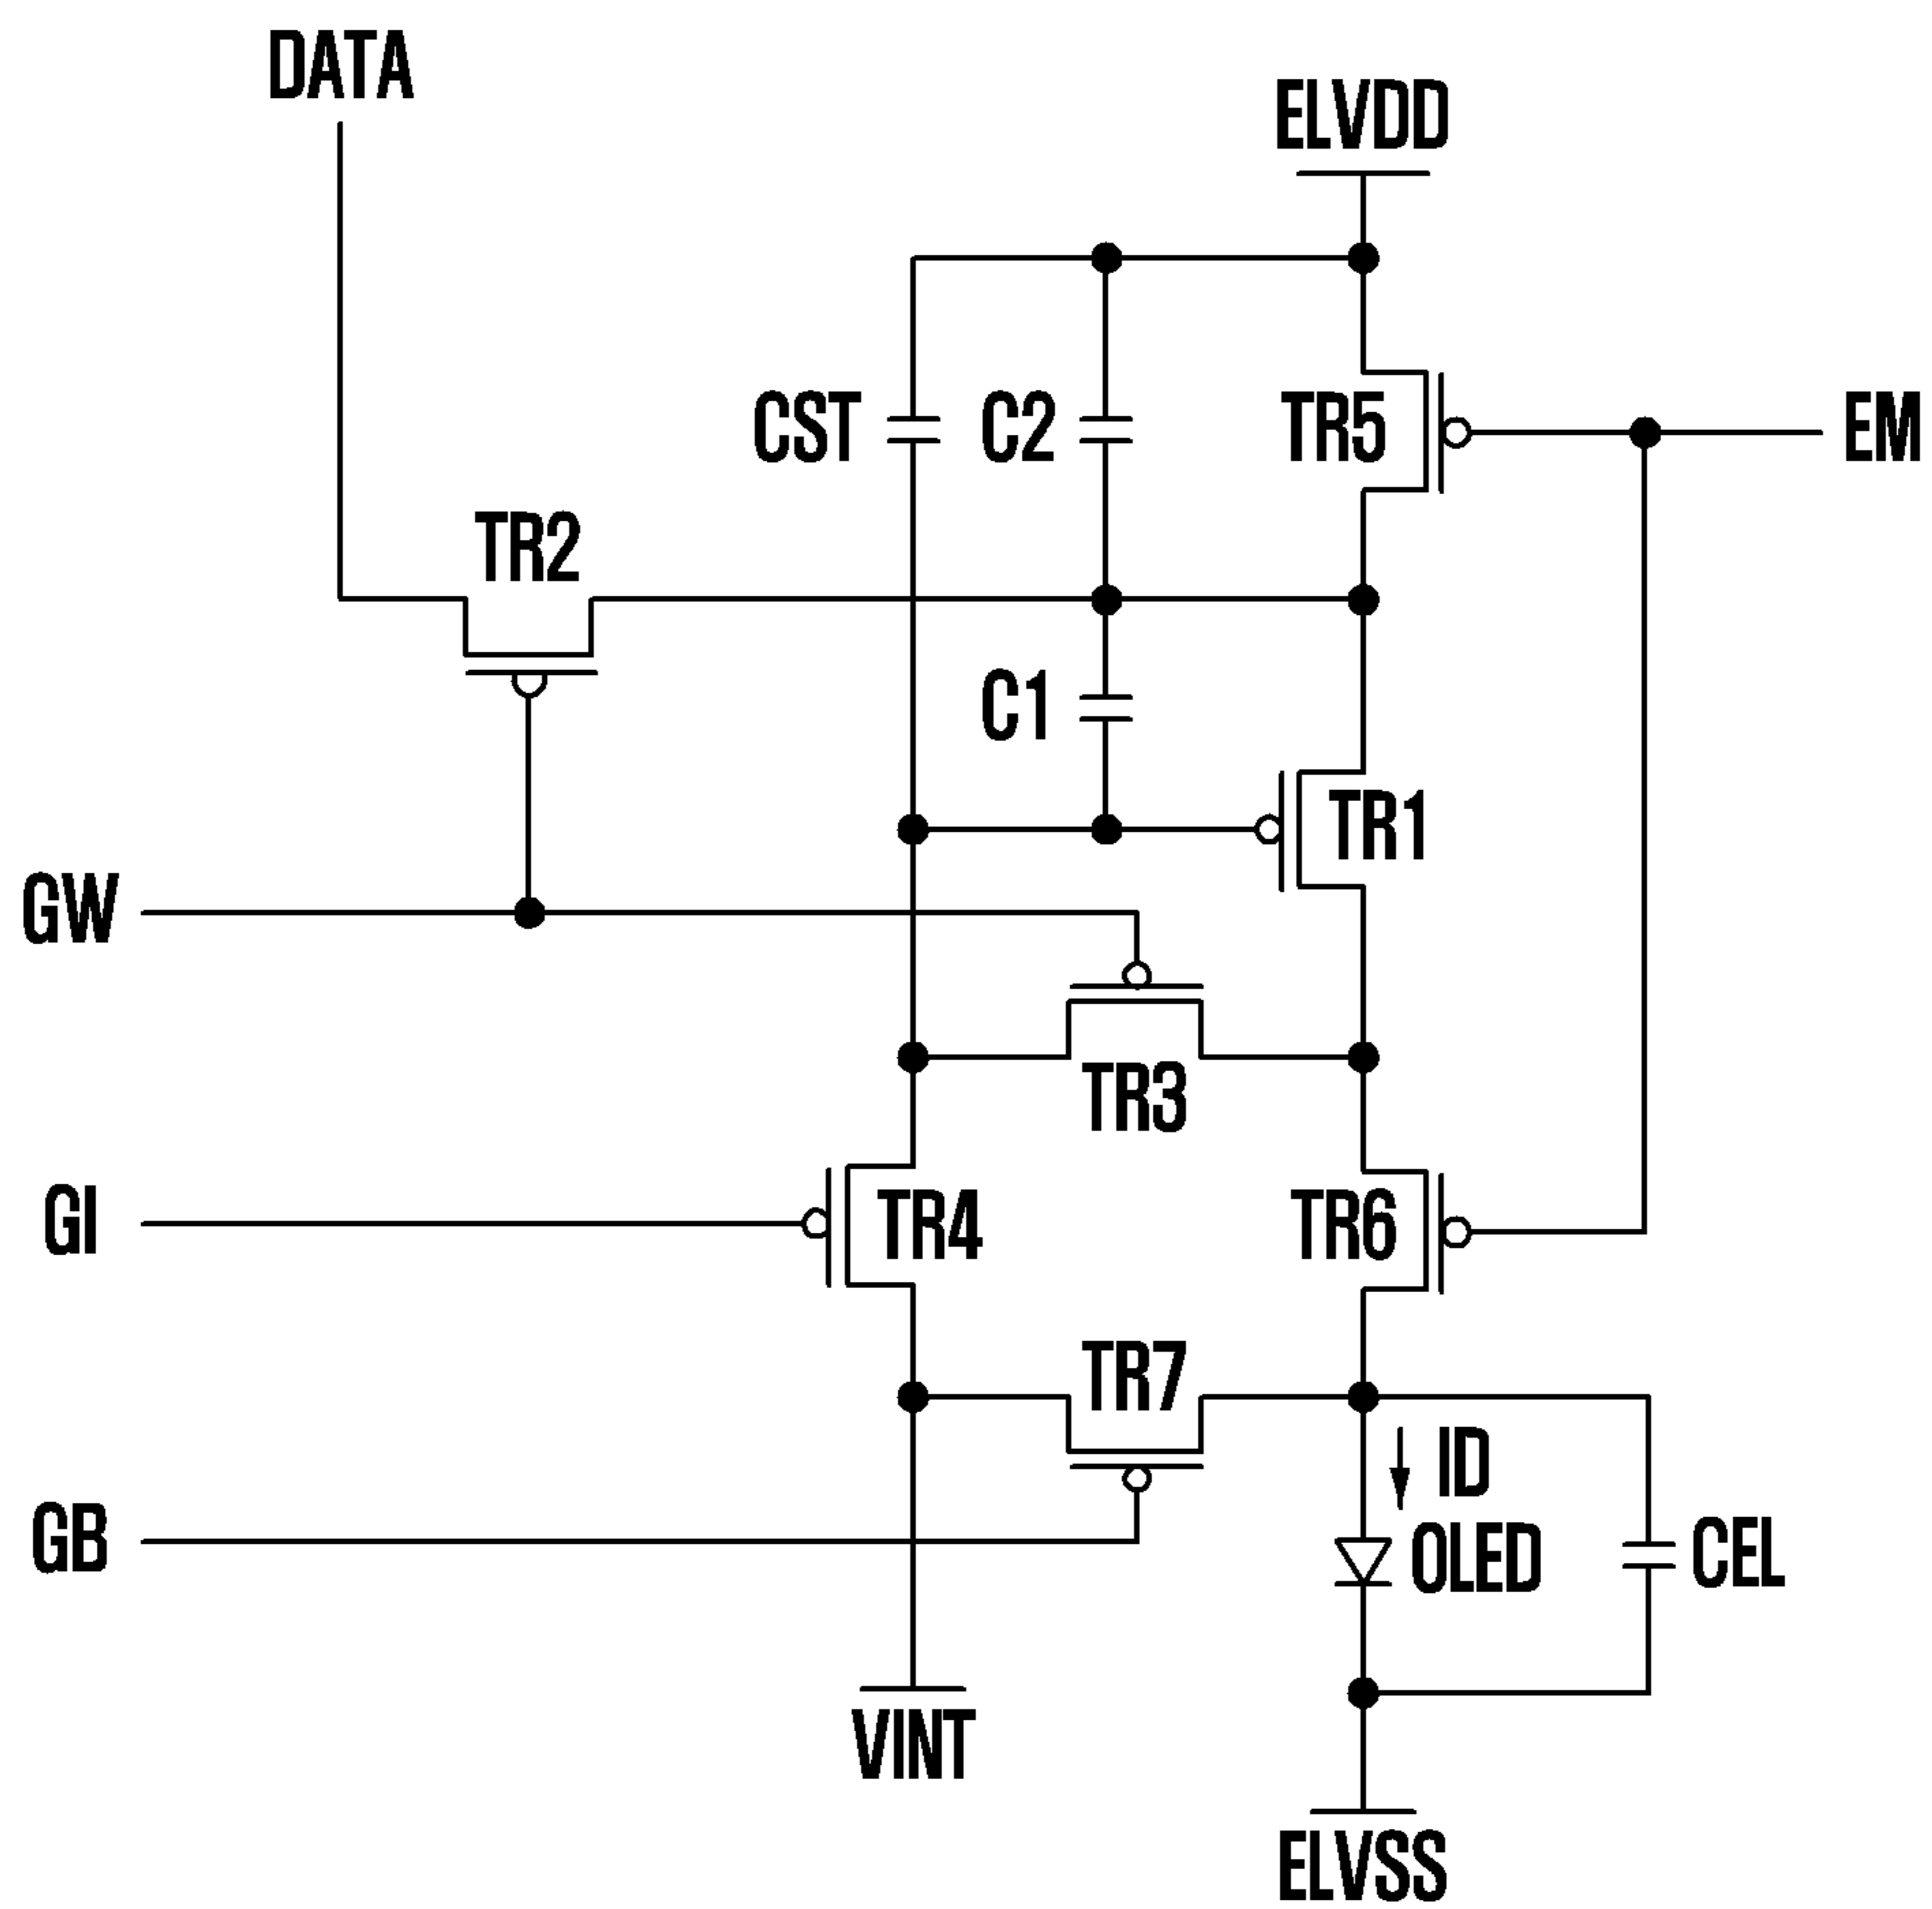 DATA
ELVDD
CST
C2
TR5
EM
TR2
C1
TR1
GW
TR3
GI
TR4
TR6
TR7
ID
GB
OLED
CEL
VINT
ELVSS